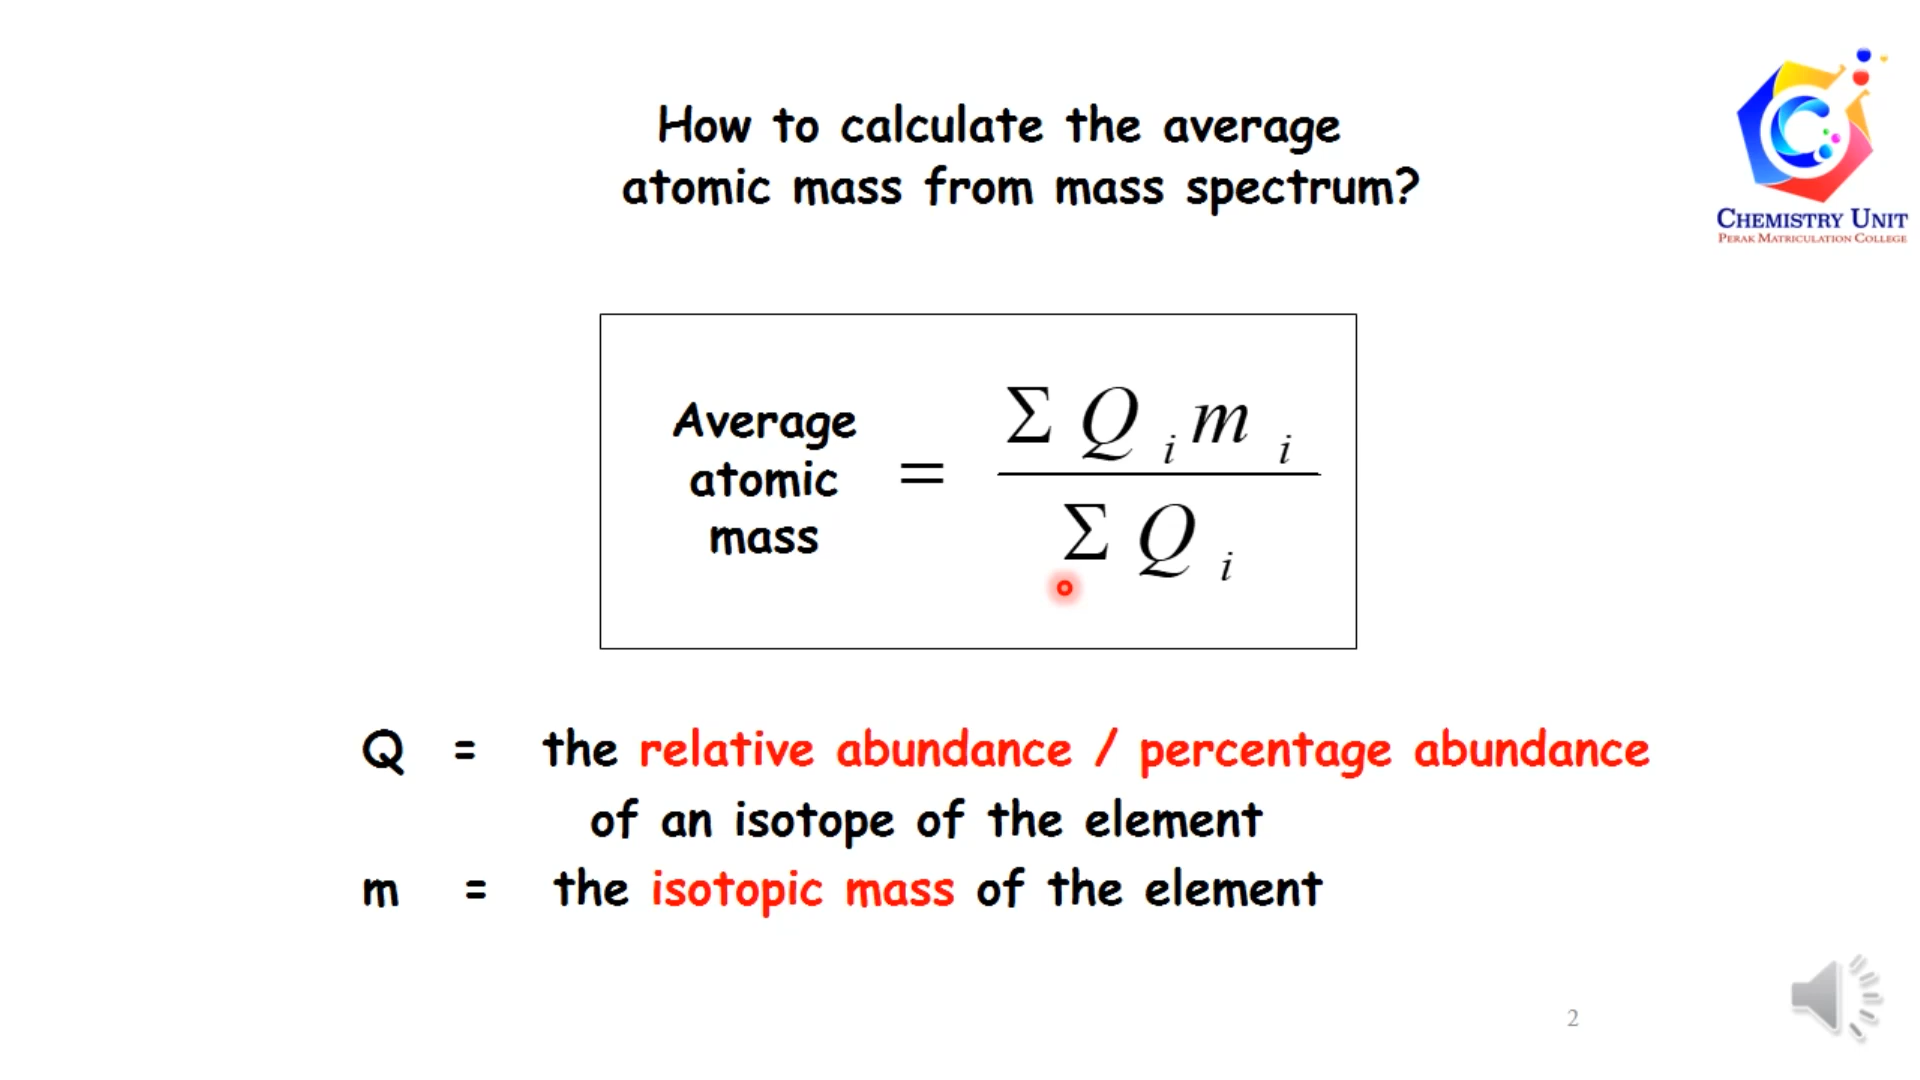 How to calculate the average
atomic mass from mass spectrum?
CHEMISTRY UNIT
PERAK MATRICULATION COLLEGE
Average
atomic
mass
=
Σ Q i m i
Σ Q i
Q = the relative abundance / percentage abundance
of an isotope of the element
m = the isotopic mass of the element
2